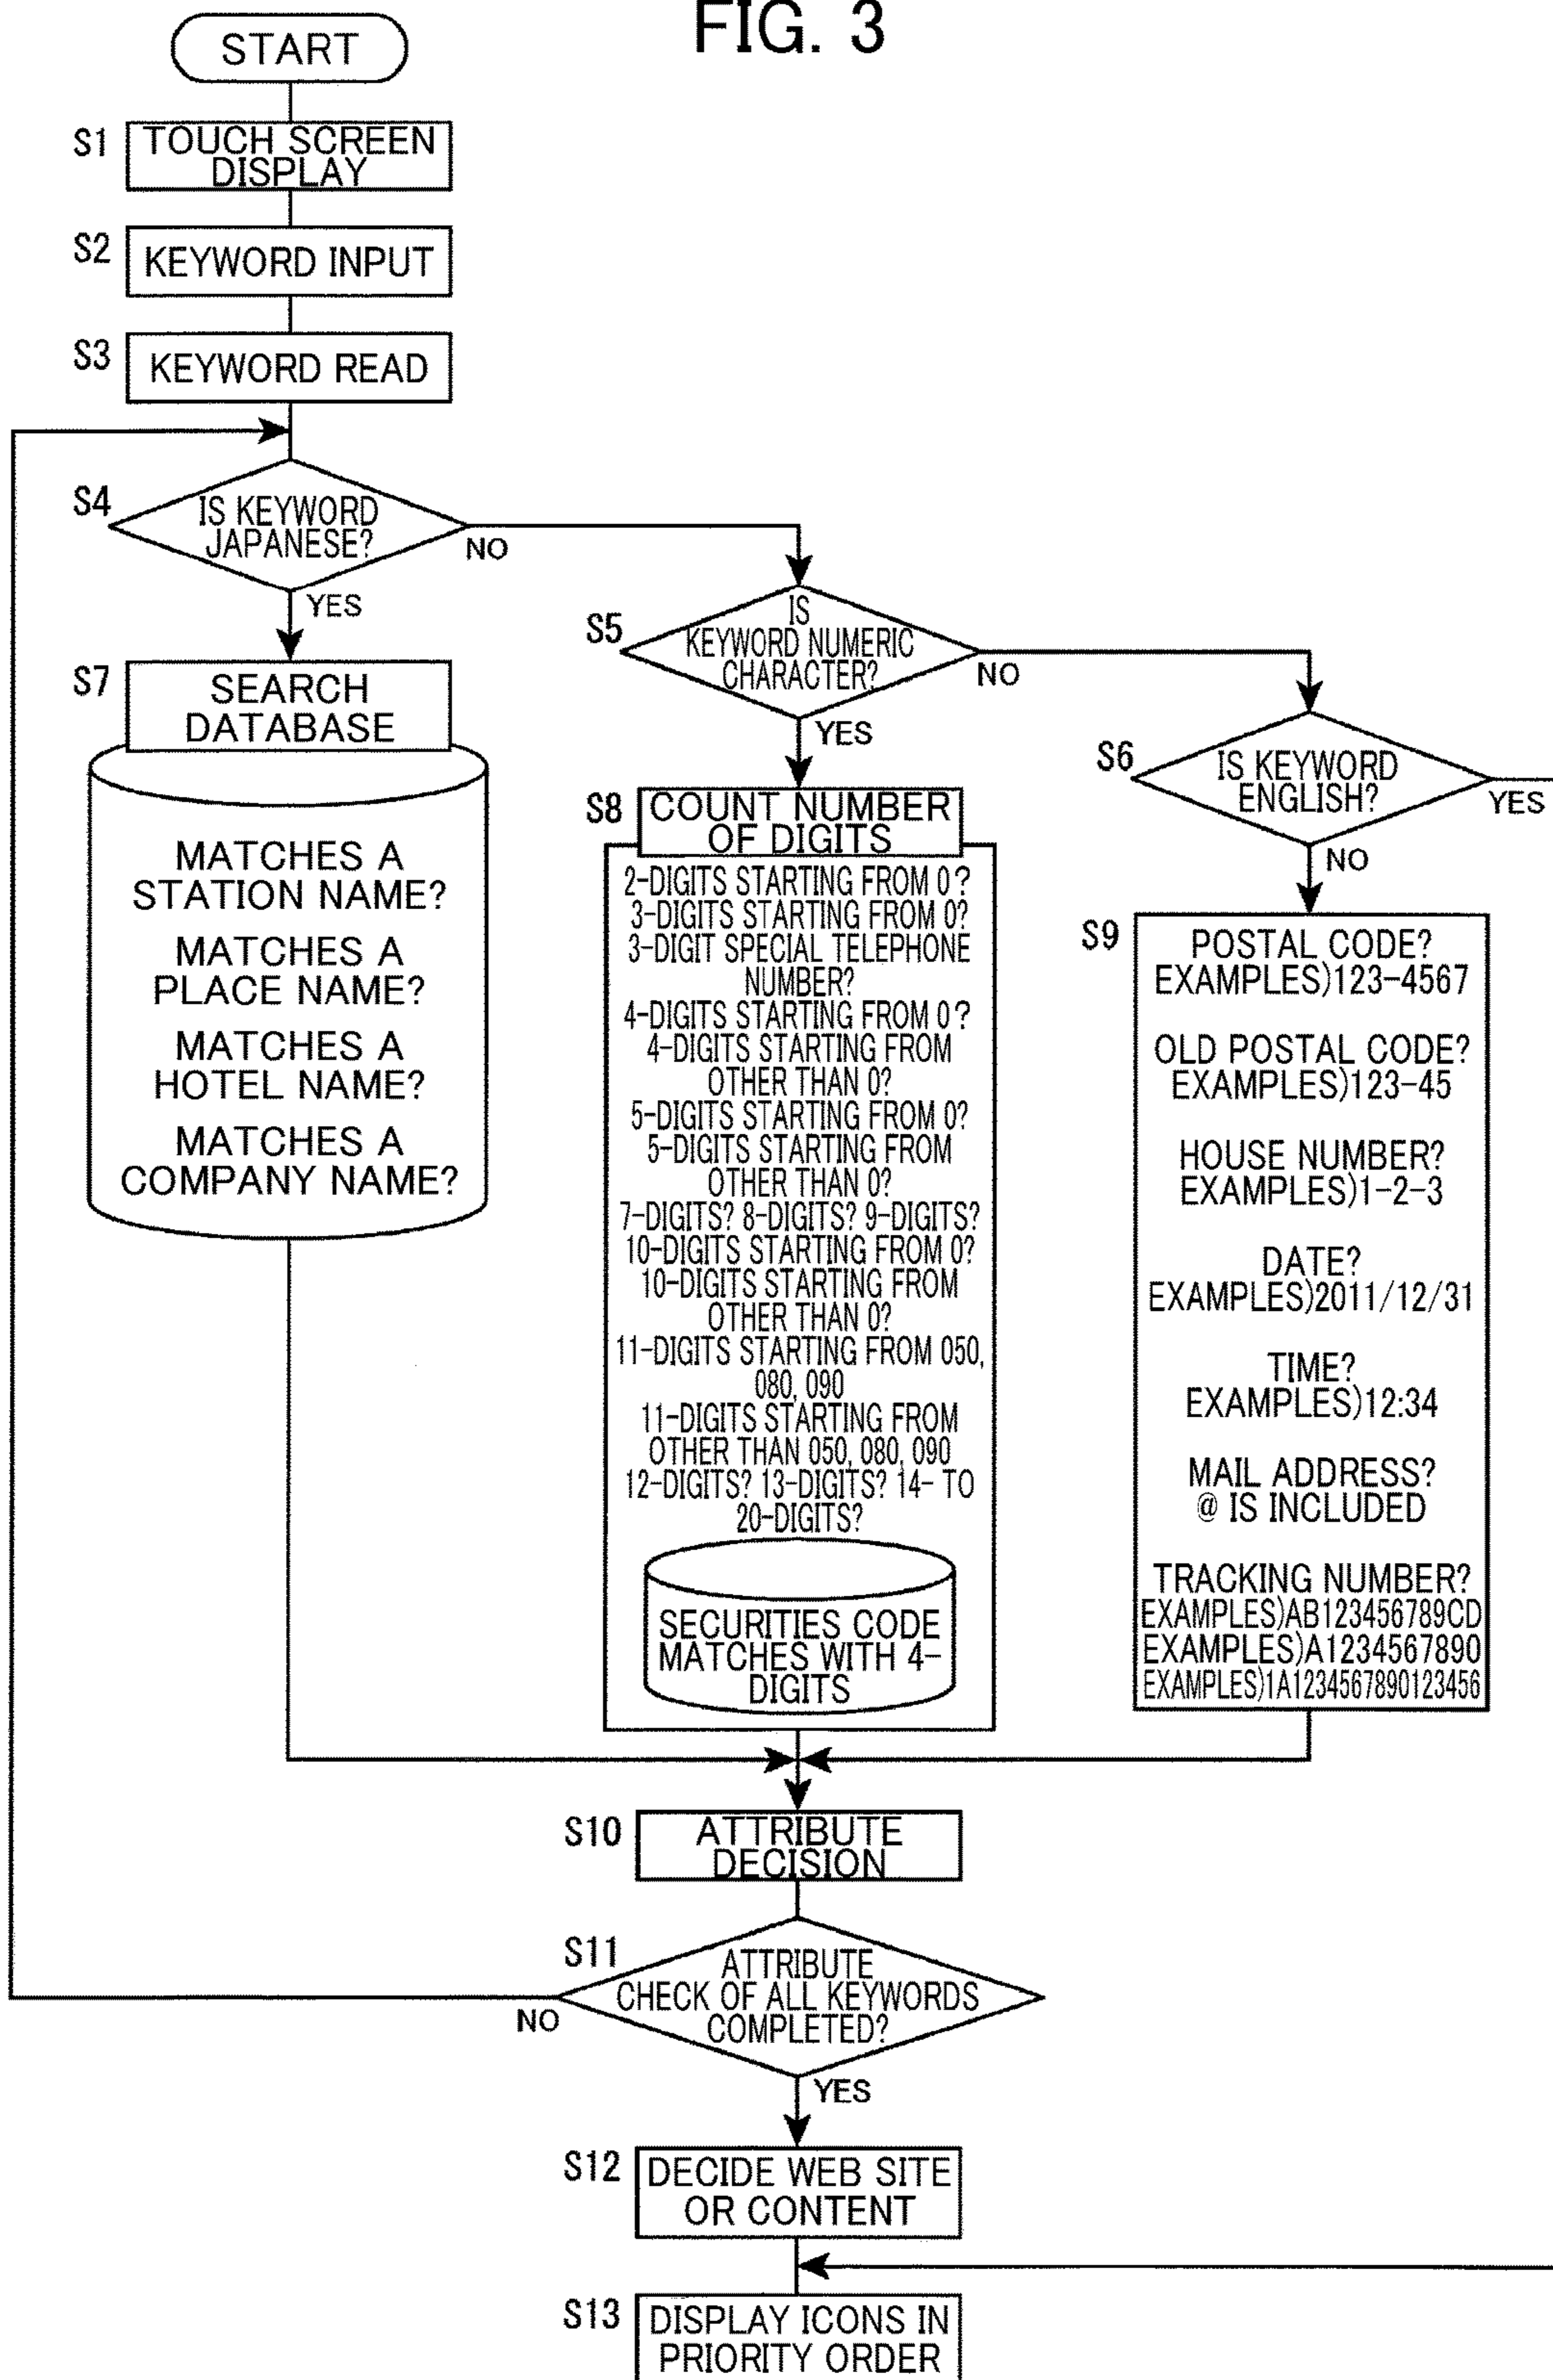 FIG. 3
START
S1
TOUCH SCREEN
DISPLAY
S2
KEYWORD INPUT
S3
KEYWORD READ
S4
IS KEYWORD
JAPANESE?
NO
YES
S5
IS
KEYWORD NUMERIC
CHARACTER?
NO
YES
S6
IS KEYWORD
ENGLISH?
YES
NO
S7
SEARCH
DATABASE
MATCHES A
STATION NAME?
MATCHES A
PLACE NAME?
MATCHES A
HOTEL NAME?
MATCHES A
COMPANY NAME?
S8
COUNT NUMBER
OF DIGITS
2-DIGITS STARTING FROM 0?
3-DIGITS STARTING FROM 0?
3-DIGIT SPECIAL TELEPHONE
NUMBER?
4-DIGITS STARTING FROM 0?
4-DIGITS STARTING FROM
OTHER THAN 0?
5-DIGITS STARTING FROM 0?
5-DIGITS STARTING FROM
OTHER THAN 0?
7-DIGITS? 8-DIGITS? 9-DIGITS?
10-DIGITS STARTING FROM 0?
10-DIGITS STARTING FROM
OTHER THAN 0?
11-DIGITS STARTING FROM 050,
080, 090
11-DIGITS STARTING FROM
OTHER THAN 050, 080, 090
12-DIGITS? 13-DIGITS? 14- TO
20-DIGITS?
SECURITIES CODE
MATCHES WITH 4-
DIGITS
S9
POSTAL CODE?
EXAMPLES)123-4567
OLD POSTAL CODE?
EXAMPLES)123-45
HOUSE NUMBER?
EXAMPLES)1-2-3
DATE?
EXAMPLES)2011/12/31
TIME?
EXAMPLES)12:34
MAIL ADDRESS?
@ IS INCLUDED
TRACKING NUMBER?
EXAMPLES)AB123456789CD
EXAMPLES)A1234567890
EXAMPLES)1A1234567890123456
S10
ATTRIBUTE
DECISION
S11
ATTRIBUTE
CHECK OF ALL KEYWORDS
COMPLETED?
NO
YES
S12
DECIDE WEB SITE
OR CONTENT
S13
DISPLAY ICONS IN
PRIORITY ORDER